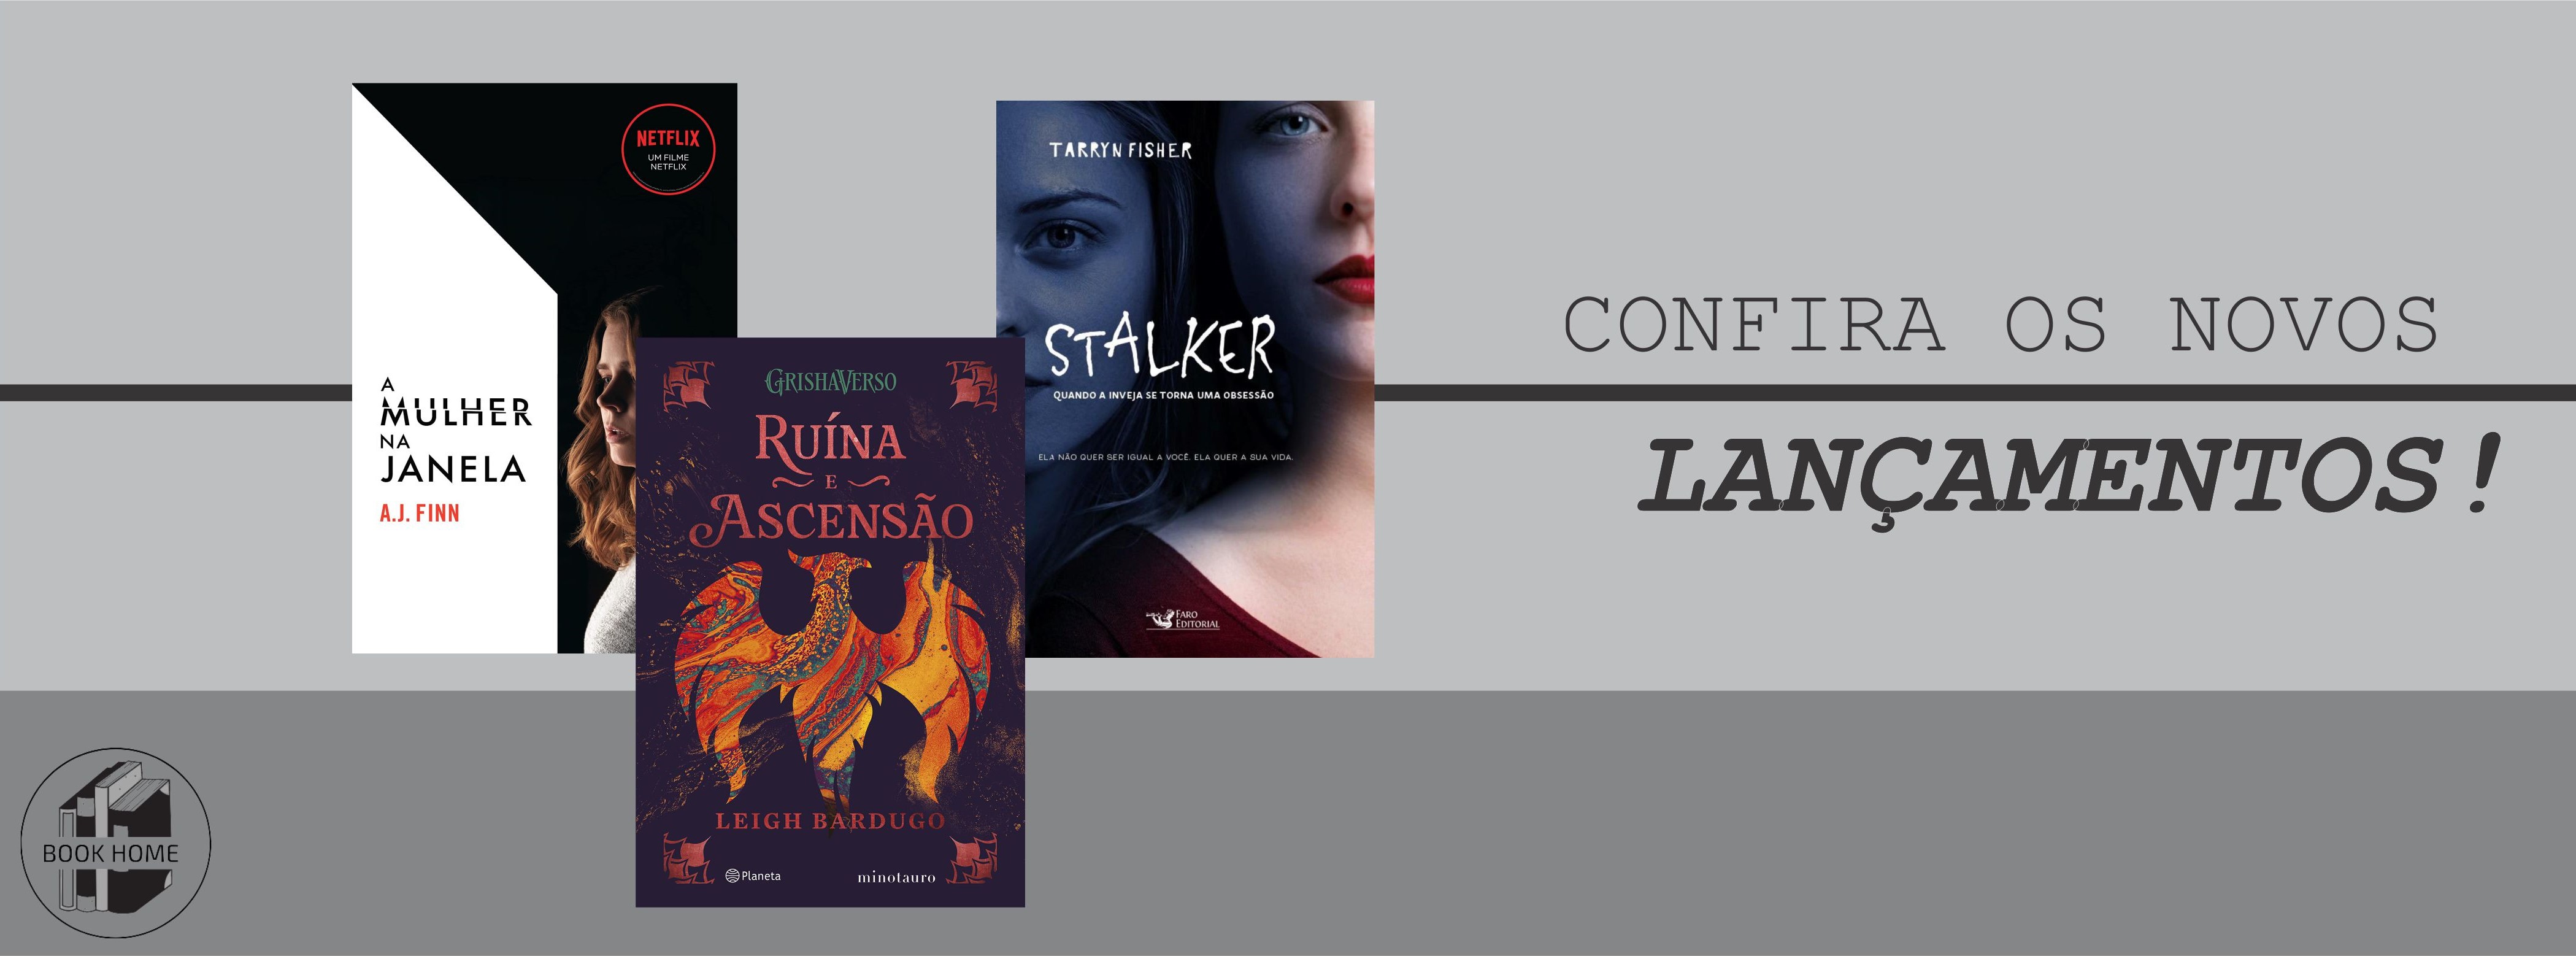 NETFLIX
UM FILME
NETFLIX
A
MULHER
NA
JANELA
A.J. FINN
GRISHAVERSO
RUÍNA
E
ASCENSÃO
LEIGH BARDUGO
Planeta
minotauro
TARRYN FISHER
STALKER
QUANDO A INVEJA SE TORNA UMA OBSESSÃO
ELA NÃO QUER SER IGUAL A VOCÊ. ELA QUER A SUA VIDA.
FARO
EDITORIAL
CONFIRA OS NOVOS
LANÇAMENTOS!
BOOK HOME